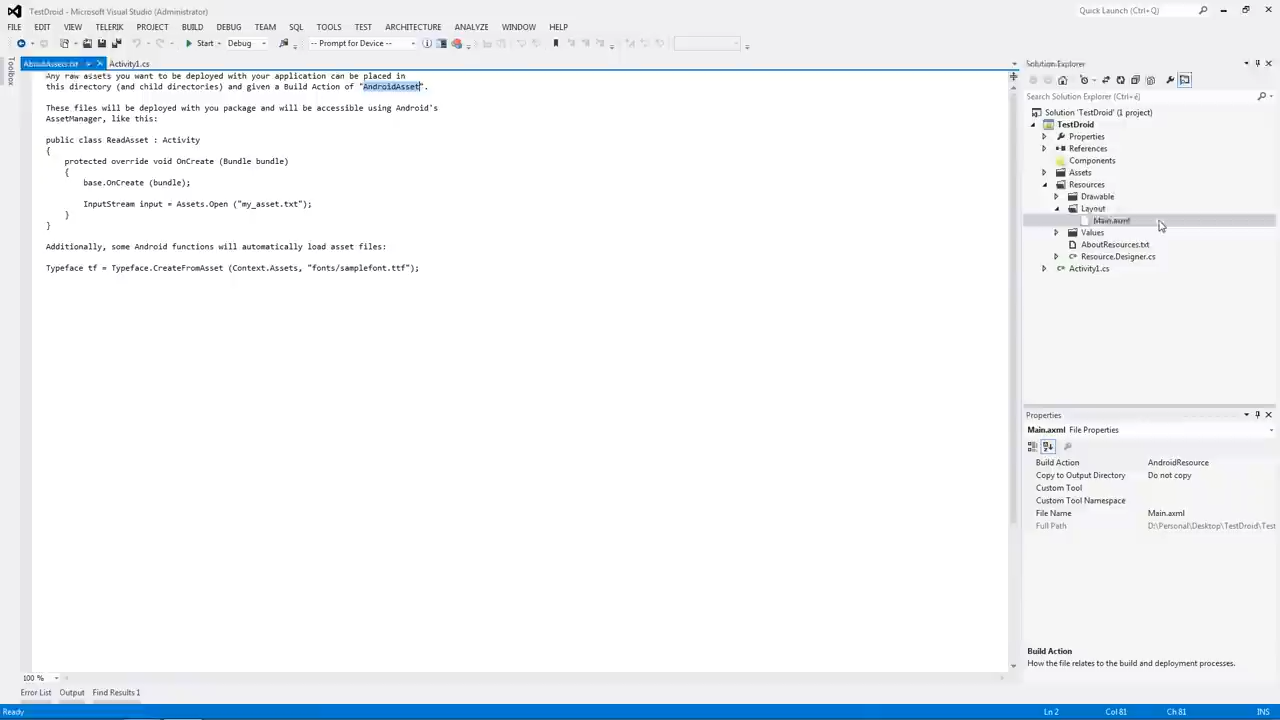 TestDroid - Microsoft Visual Studio (Administrator)
Quick Launch (Ctrl+Q)
FILE EDIT VIEW TELERIK PROJECT BUILD DEBUG TEAM SQL TOOLS TEST ARCHITECTURE ANALYZE WINDOW HELP
Start Debug -- Prompt for Device --
Toolbox
AboutAssets.txt Activity1.cs
Any raw assets you want to be deployed with your application can be placed in
this directory (and child directories) and given a Build Action of "AndroidAsset".
These files will be deployed with you package and will be accessible using Android's
AssetManager, like this:
public class ReadAsset : Activity
{
protected override void OnCreate (Bundle bundle)
{
base.OnCreate (bundle);
InputStream input = Assets.Open ("my_asset.txt");
}
}
Additionally, some Android functions will automatically load asset files:
Typeface tf = Typeface.CreateFromAsset (Context.Assets, "fonts/samplefont.ttf");
100 %
Error List Output Find Results 1
Solution Explorer
Search Solution Explorer (Ctrl+é)
Solution 'TestDroid' (1 project)
TestDroid
Properties
References
Components
Assets
Resources
Drawable
Layout
Main.axml
Values
AboutResources.txt
Resource.Designer.cs
Activity1.cs
Properties
Main.axml File Properties
Build Action AndroidResource
Copy to Output Directory Do not copy
Custom Tool
Custom Tool Namespace
File Name Main.axml
Full Path D:\Personal\Desktop\TestDroid\Test
Build Action
How the file relates to the build and deployment processes.
Ready Ln 2 Col 81 Ch 81 INS